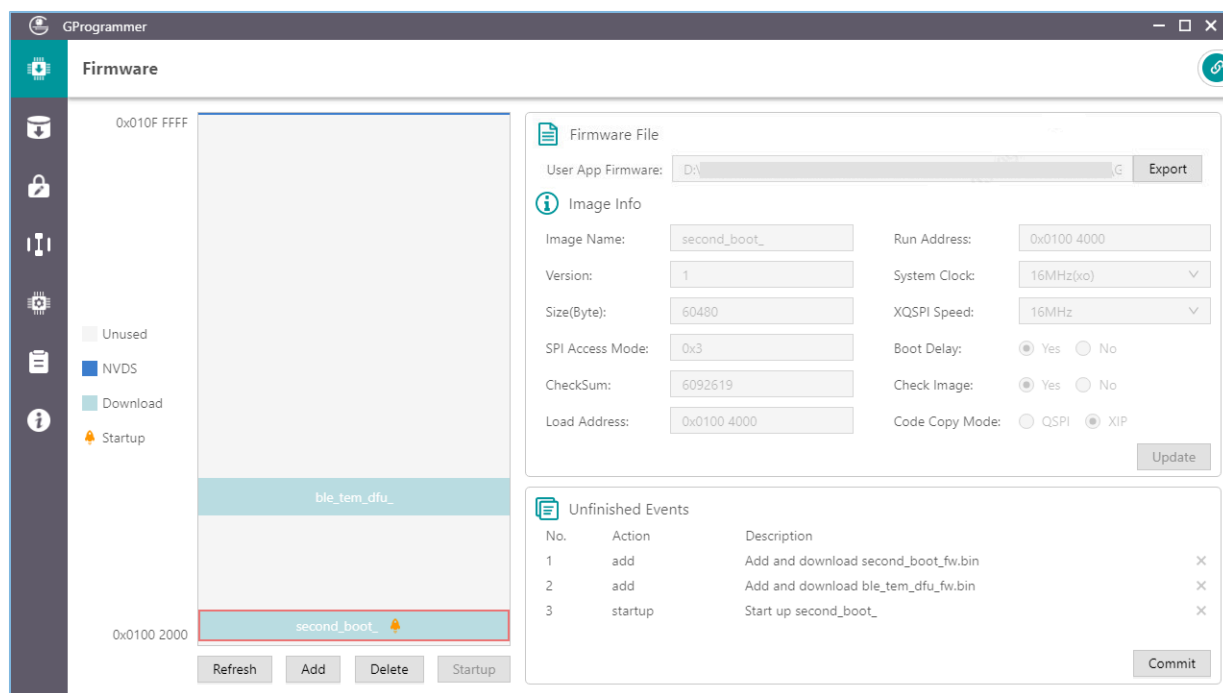 GProgrammer
Firmware
0x010F FFFF
Unused
NVDS
Download
Startup
0x0100 2000
ble_tem_dfu_
second_boot_
Refresh Add Delete Startup
Firmware File
User App Firmware: D:\ \G Export
Image Info
Image Name: second_boot_ Run Address: 0x0100 4000
Version: 1 System Clock: 16MHz(xo)
Size(Byte): 60480 XQSPI Speed: 16MHz
SPI Access Mode: 0x3 Boot Delay: Yes No
CheckSum: 6092619 Check Image: Yes No
Load Address: 0x0100 4000 Code Copy Mode: QSPI XIP
Update
Unfinished Events
No. Action Description
1 add Add and download second_boot_fw.bin
2 add Add and download ble_tem_dfu_fw.bin
3 startup Start up second_boot_
Commit